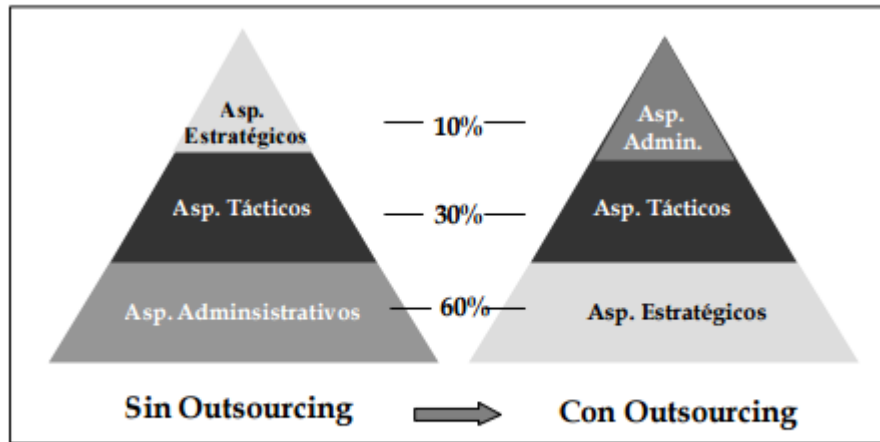 Asp.
Estratégicos
10%
Asp.
Admin.
Asp. Tácticos
30%
Asp. Tácticos
Asp. Adminsistrativos
60%
Asp. Estratégicos
Sin Outsourcing
Con Outsourcing